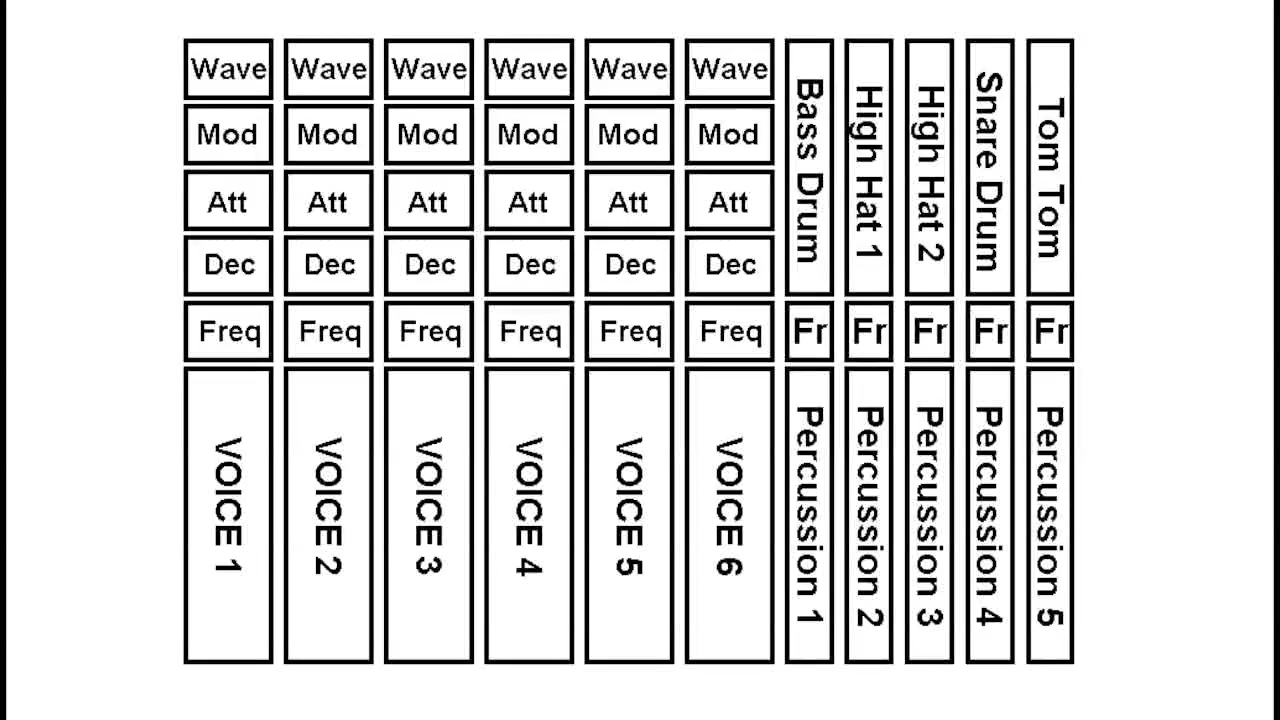 Wave Wave Wave Wave Wave Wave
Mod Mod Mod Mod Mod Mod
Att Att Att Att Att Att
Dec Dec Dec Dec Dec Dec
Bass Drum
High Hat 1
High Hat 2
Snare Drum
Tom Tom
Freq Freq Freq Freq Freq Freq Fr Fr Fr Fr Fr
VOICE 1
VOICE 2
VOICE 3
VOICE 4
VOICE 5
VOICE 6
Percussion 1
Percussion 2
Percussion 3
Percussion 4
Percussion 5